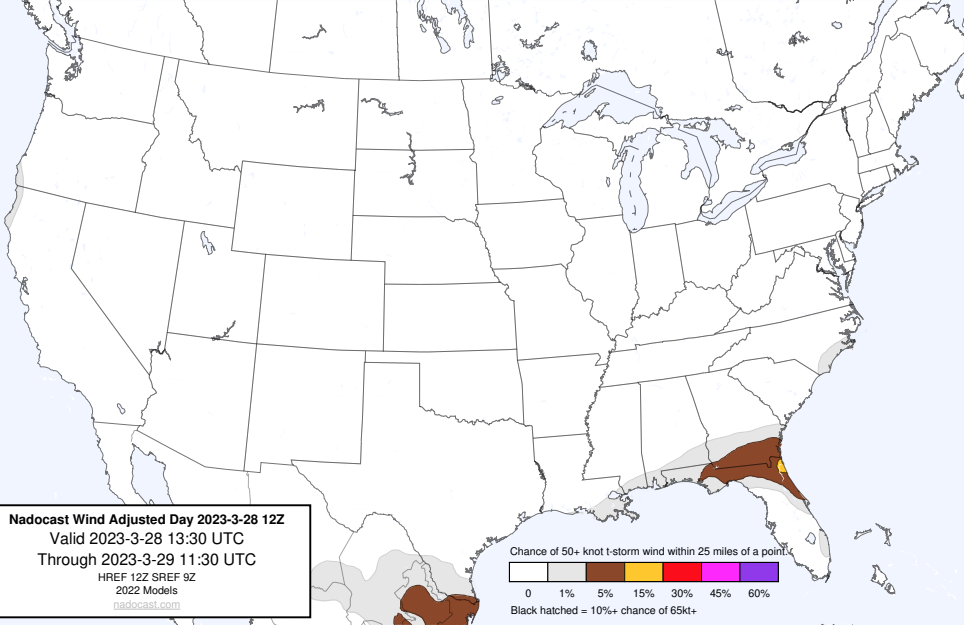 Nadocast Wind Adjusted Day 2023-3-28 12Z
Valid 2023-3-28 13:30 UTC
Through 2023-3-29 11:30 UTC
HREF 12Z SREF 9Z
2022 Models
nadocast.com
Chance of 50+ knot t-storm wind within 25 miles of a point.
0 1% 5% 15% 30% 45% 60%
Black hatched = 10%+ chance of 65kt+